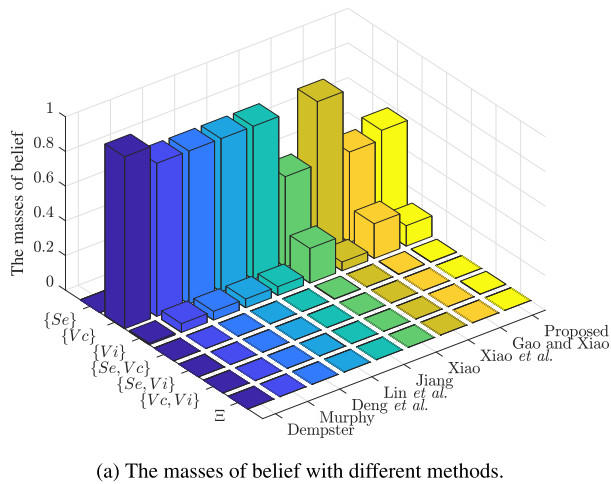 1
0.8
0.6
0.4
0.2
0
The masses of belief
{Se}
{Vc}
{Vi}
{Se, Vc}
{Se, Vi}
{Vc, Vi}
Ξ
Dempster
Murphy
Deng et al.
Lin et al.
Jiang
Xiao
Xiao et al.
Gao and Xiao
Proposed
(a) The masses of belief with different methods.